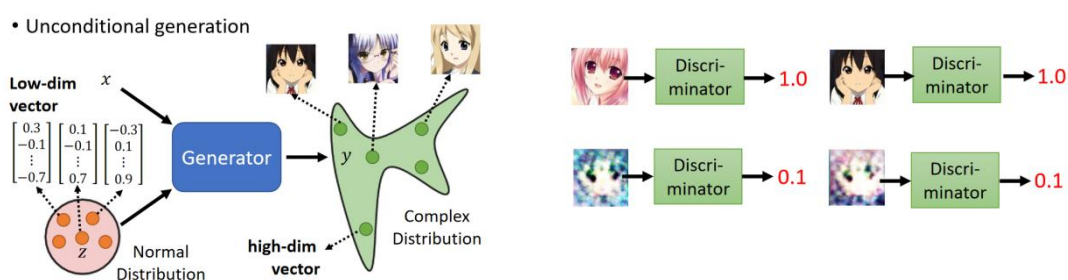 • Unconditional generation
Low-dim
vector
x
0.3 0.1 −0.3
−0.1 −0.1 0.1
⋮ ⋮ ⋮
−0.7 0.7 0.9
Generator
y
z
Normal
Distribution
high-dim
vector
Complex
Distribution
Discri-
minator
1.0
Discri-
minator
1.0
Discri-
minator
0.1
Discri-
minator
0.1